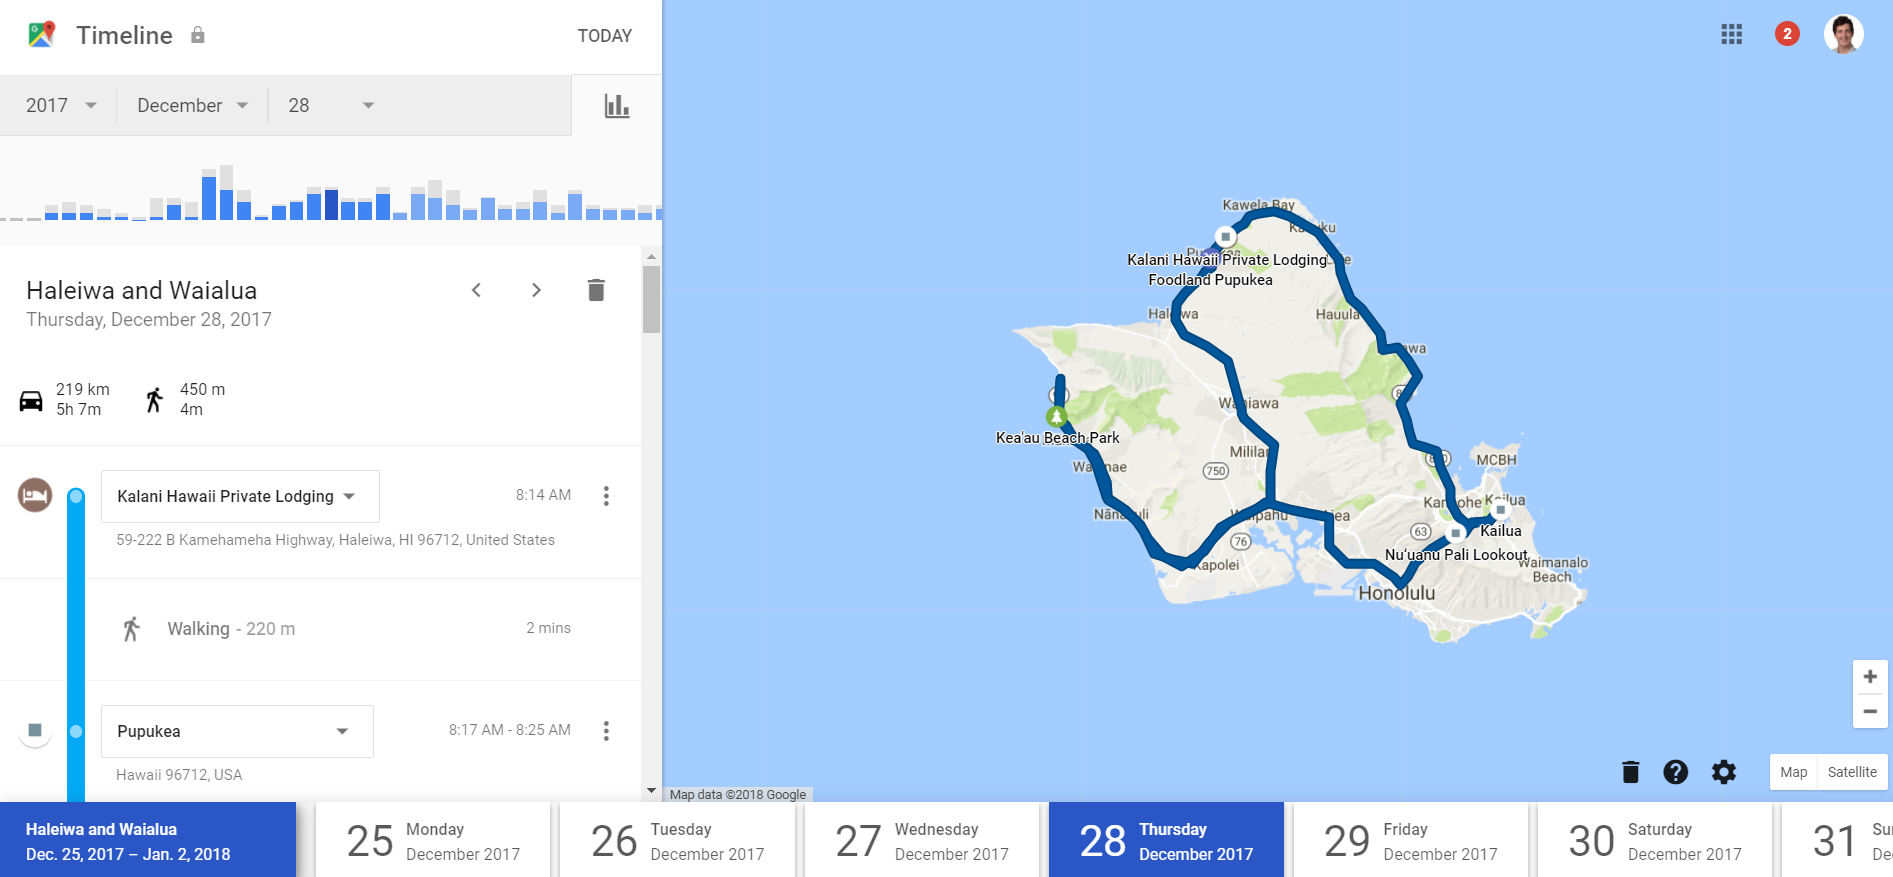 Timeline
TODAY
2017
December
28
Haleiwa and Waialua
Thursday, December 28, 2017
219 km
5h 7m
450 m
4m
Kalani Hawaii Private Lodging
8:14 AM
59-222 B Kamehameha Highway, Haleiwa, HI 96712, United States
Walking - 220 m
2 mins
Pupukea
8:17 AM - 8:25 AM
Hawaii 96712, USA
2
Kawela Bay
Kalani Hawaii Private Lodging
Foodland Pupukea
Hauula
Kea'au Beach Park
750
MCBH
Kailua
63
Kailua
76
Nu'uanu Pali Lookout
Kapolei
Waimanalo
Beach
Honolulu
Map data ©2018 Google
Map
Satellite
Haleiwa and Waialua
Dec. 25, 2017 – Jan. 2, 2018
25 Monday
December 2017
26 Tuesday
December 2017
27 Wednesday
December 2017
28 Thursday
December 2017
29 Friday
December 2017
30 Saturday
December 2017
31